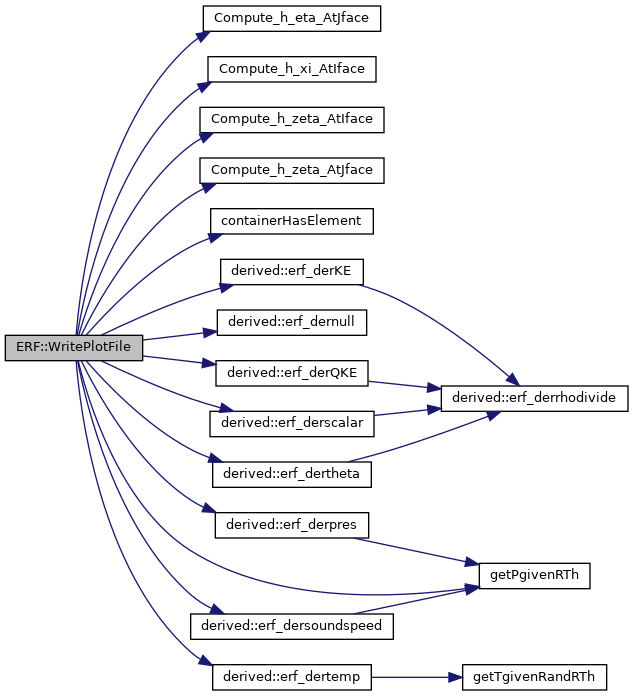 Compute_h_eta_AtJface
Compute_h_xi_AtIface
Compute_h_zeta_AtIface
Compute_h_zeta_AtJface
containerHasElement
derived::erf_derKE
derived::erf_dernull
ERF::WritePlotFile
derived::erf_derQKE
derived::erf_derrhodivide
derived::erf_derscalar
derived::erf_dertheta
derived::erf_derpres
getPgivenRTh
derived::erf_dersoundspeed
derived::erf_dertemp
getTgivenRandRTh